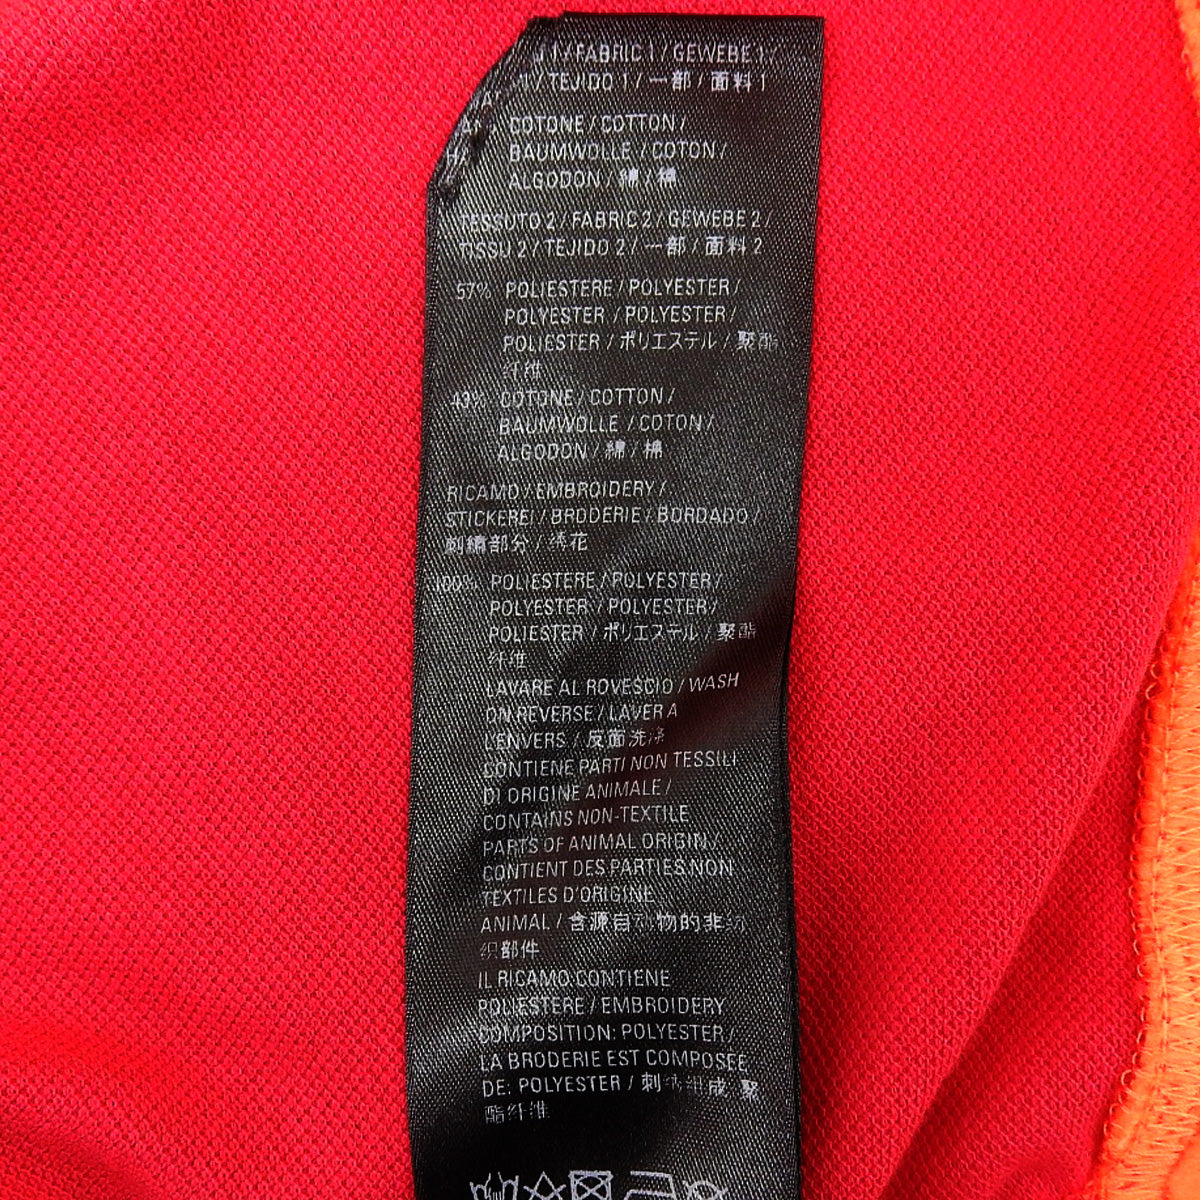 1 / FABRIC 1 / GEWEBE 1 /
1 / TEJIDO 1 / 一部 / 面料 1
COTONE / COTTON /
BAUMWOLLE / COTON /
ALGODON / 綿 / 棉
TESSUTO 2 / FABRIC 2 / GEWEBE 2 /
TISSU 2 / TEJIDO 2 / 一部 / 面料 2
57% POLIESTERE / POLYESTER /
POLYESTER / POLYESTER /
POLIESTER / ポリエステル / 聚酯
纤维
43% COTONE / COTTON /
BAUMWOLLE / COTON /
ALGODON / 綿 / 棉
RICAMO / EMBROIDERY /
STICKEREI / BRODERIE / BORDADO /
刺繍部分 / 绣花
100% POLIESTERE / POLYESTER /
POLYESTER / POLYESTER /
POLIESTER / ポリエステル / 聚酯
纤维
LAVARE AL ROVESCIO / WASH
ON REVERSE / LAVER A
L'ENVERS / 反面洗净
CONTIENE PARTI NON TESSILI
DI ORIGINE ANIMALE /
CONTAINS NON-TEXTILE
PARTS OF ANIMAL ORIGIN /
CONTIENT DES PARTIES NON
TEXTILES D'ORIGINE
ANIMAL / 含源自动物的非纺
织部件
IL RICAMO CONTIENE
POLIESTERE / EMBROIDERY
COMPOSITION: POLYESTER /
LA BRODERIE EST COMPOSEE
DE: POLYESTER / 刺绣组成 聚
酯纤维